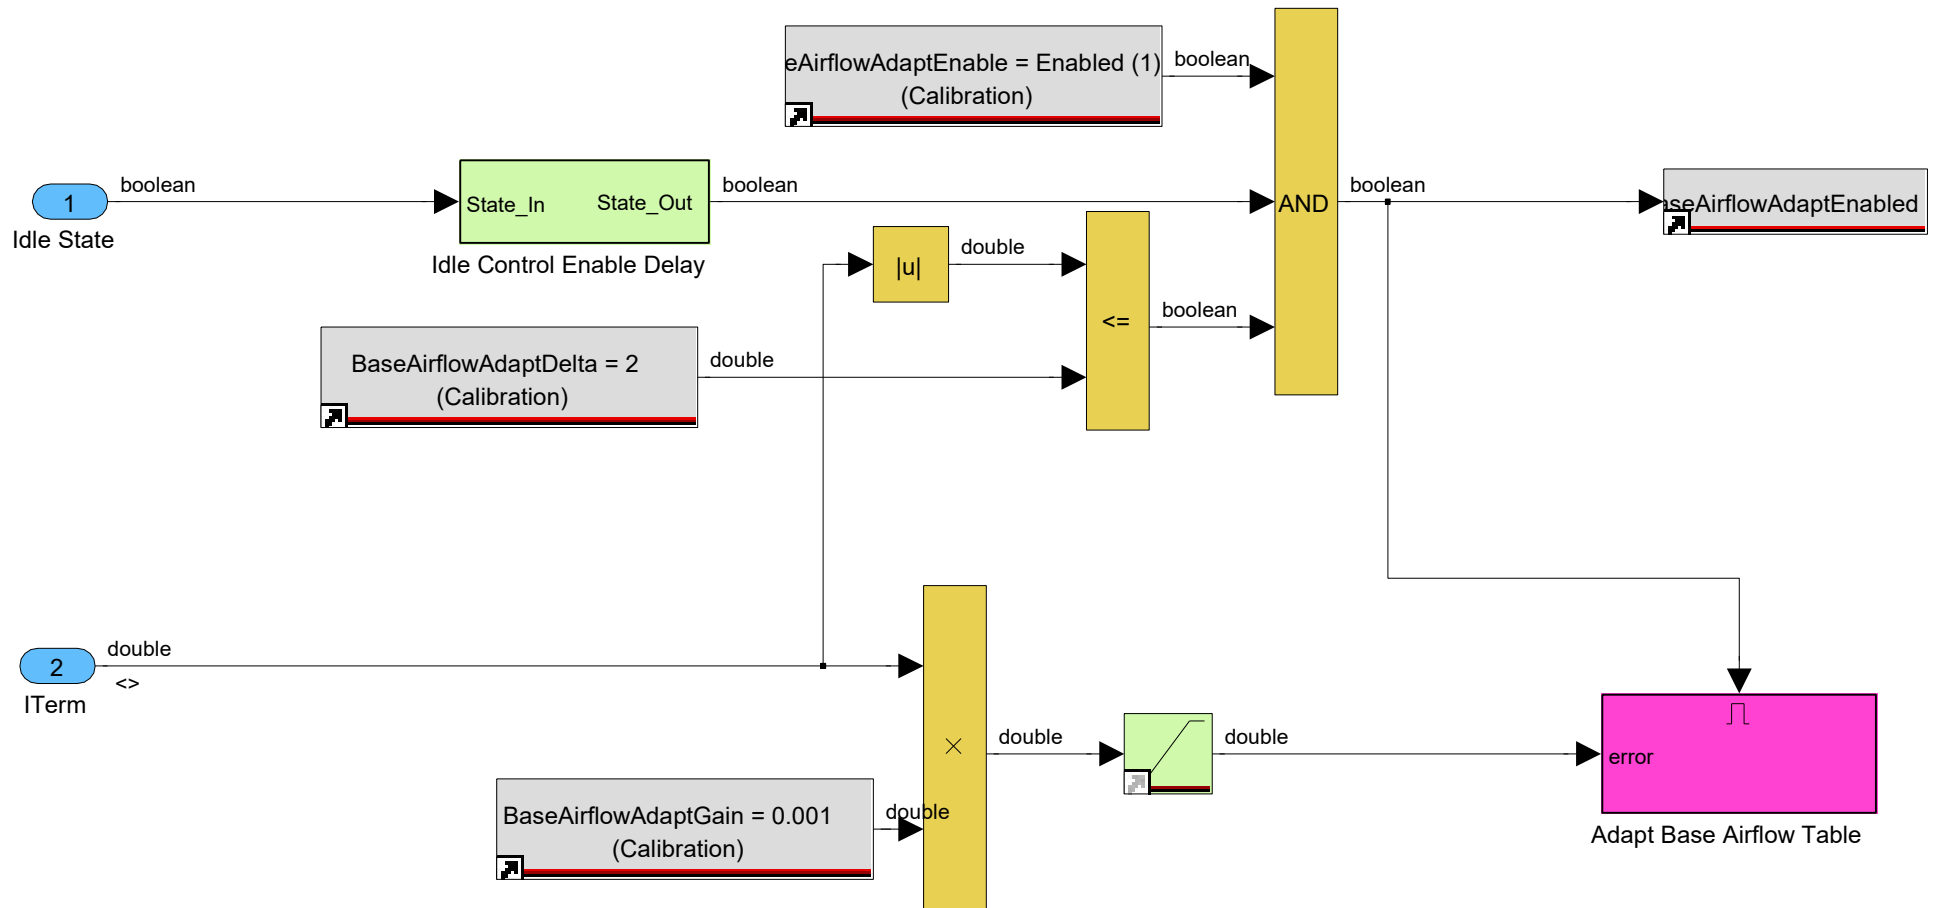 eAirflowAdaptEnable = Enabled (1)
(Calibration)
boolean
1
Idle State
boolean
State_In
State_Out
Idle Control Enable Delay
boolean
AND
boolean
seAirflowAdaptEnabled
|u|
double
<=
boolean
BaseAirflowAdaptDelta = 2
(Calibration)
double
2
ITerm
double
<>
×
BaseAirflowAdaptGain = 0.001
(Calibration)
double
double
double
error
Adapt Base Airflow Table